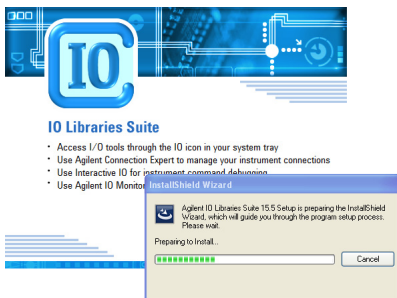 IO
IO Libraries Suite
• Access I/O tools through the IO icon in your system tray
• Use Agilent Connection Expert to manage your instrument connections
• Use Interactive IO for instrument command debugging
• Use Agilent IO Monitor
InstallShield Wizard
Agilent IO Libraries Suite 15.5 Setup is preparing the InstallShield
Wizard, which will guide you through the program setup process.
Please wait.
Preparing to Install...
Cancel